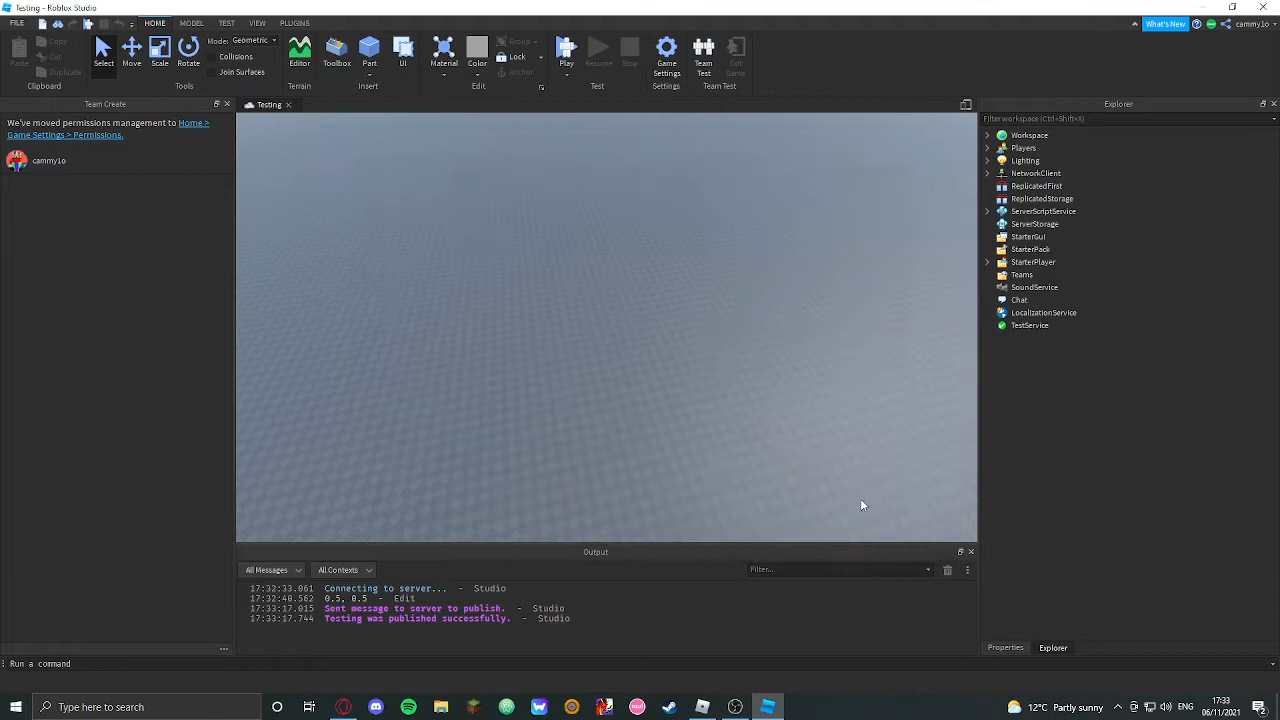 Testing - Roblox Studio
FILE HOME MODEL TEST VIEW PLUGINS What's New cammy1o
Paste Copy Cut Duplicate Clipboard
Select Move Scale Rotate Mode: Geometric Collisions Join Surfaces Tools
Editor Terrain
Toolbox Part UI Insert
Material Color Group Lock Anchor Edit
Play Resume Stop Test
Game Settings Settings
Team Test Exit Game Team Test
Team Create
We've moved permissions management to Home >
Game Settings > Permissions.
cammy1o
Testing
Explorer
Filter workspace (Ctrl+Shift+X)
Workspace
Players
Lighting
NetworkClient
ReplicatedFirst
ReplicatedStorage
ServerScriptService
ServerStorage
StarterGui
StarterPack
StarterPlayer
Teams
SoundService
Chat
LocalizationService
TestService
Output
All Messages All Contexts Filter...
17:32:33.061 Connecting to server... - Studio
17:32:40.562 0.5, 0.5 - Edit
17:33:17.015 Sent message to server to publish. - Studio
17:33:17.744 Testing was published successfully. - Studio
Properties Explorer
Run a command
Type here to search
12°C Partly sunny ENG 17:33
06/11/2021